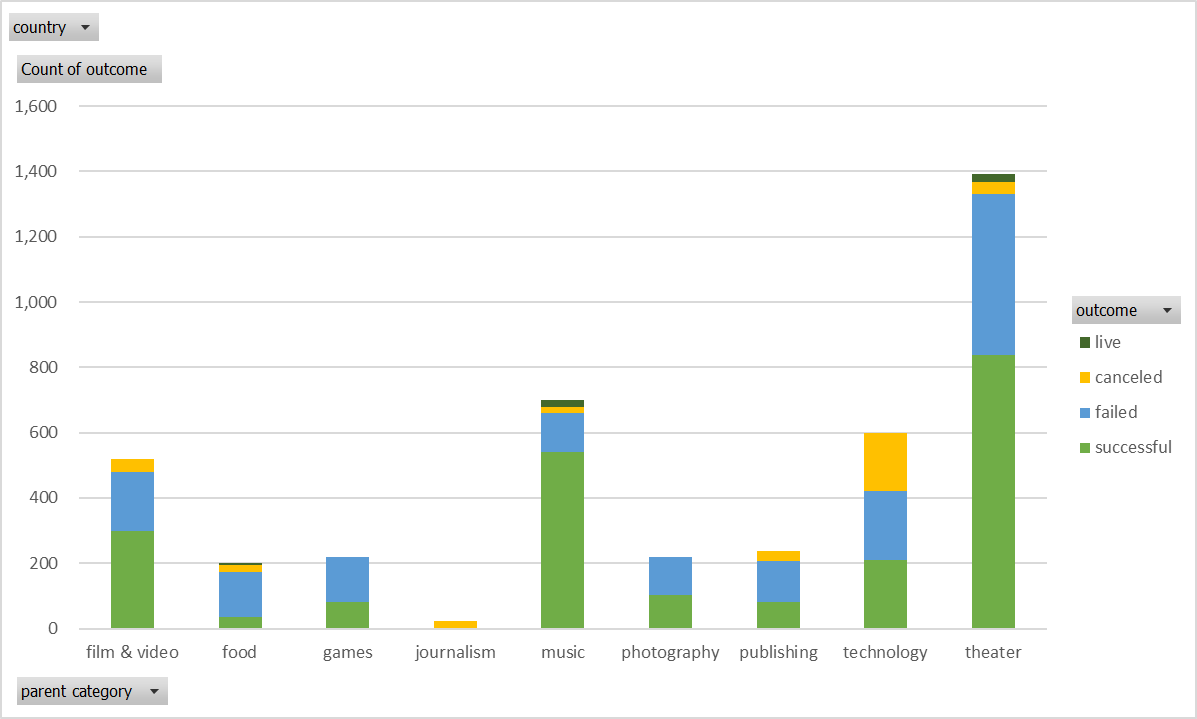 country
Count of outcome
1,600
1,400
1,200
1,000
800
600
400
200
0
film & video food games journalism music photography publishing technology theater
outcome
live
canceled
failed
successful
parent category